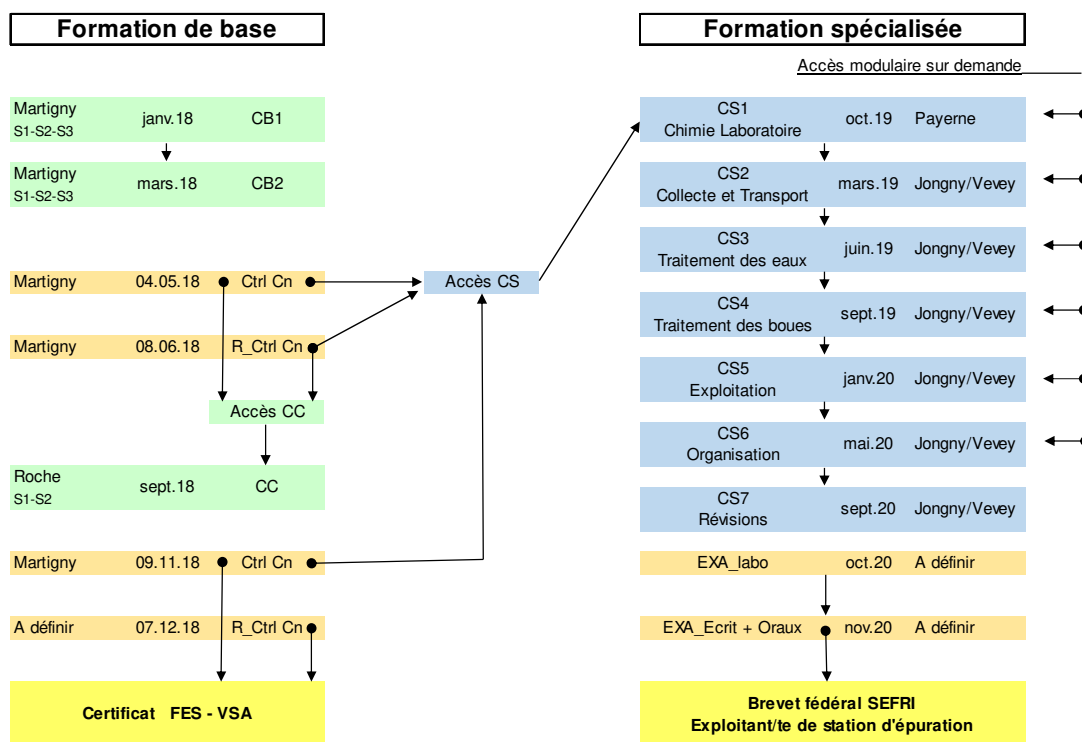 Formation de base
Martigny janv.18 CB1
S1-S2-S3
Martigny mars.18 CB2
S1-S2-S3
Martigny 04.05.18 Ctrl Cn
Accès CS
Martigny 08.06.18 R_Ctrl Cn
Accès CC
Roche sept.18 CC
S1-S2
Martigny 09.11.18 Ctrl Cn
A définir 07.12.18 R_Ctrl Cn
Certificat FES - VSA
Formation spécialisée
Accès modulaire sur demande
CS1 oct.19 Payerne
Chimie Laboratoire
CS2 mars.19 Jongny/Vevey
Collecte et Transport
CS3 juin.19 Jongny/Vevey
Traitement des eaux
CS4 sept.19 Jongny/Vevey
Traitement des boues
CS5 janv.20 Jongny/Vevey
Exploitation
CS6 mai.20 Jongny/Vevey
Organisation
CS7 sept.20 Jongny/Vevey
Révisions
EXA_labo oct.20 A définir
EXA_Ecrit + Oraux nov.20 A définir
Brevet fédéral SEFRI
Exploitant/te de station d'épuration